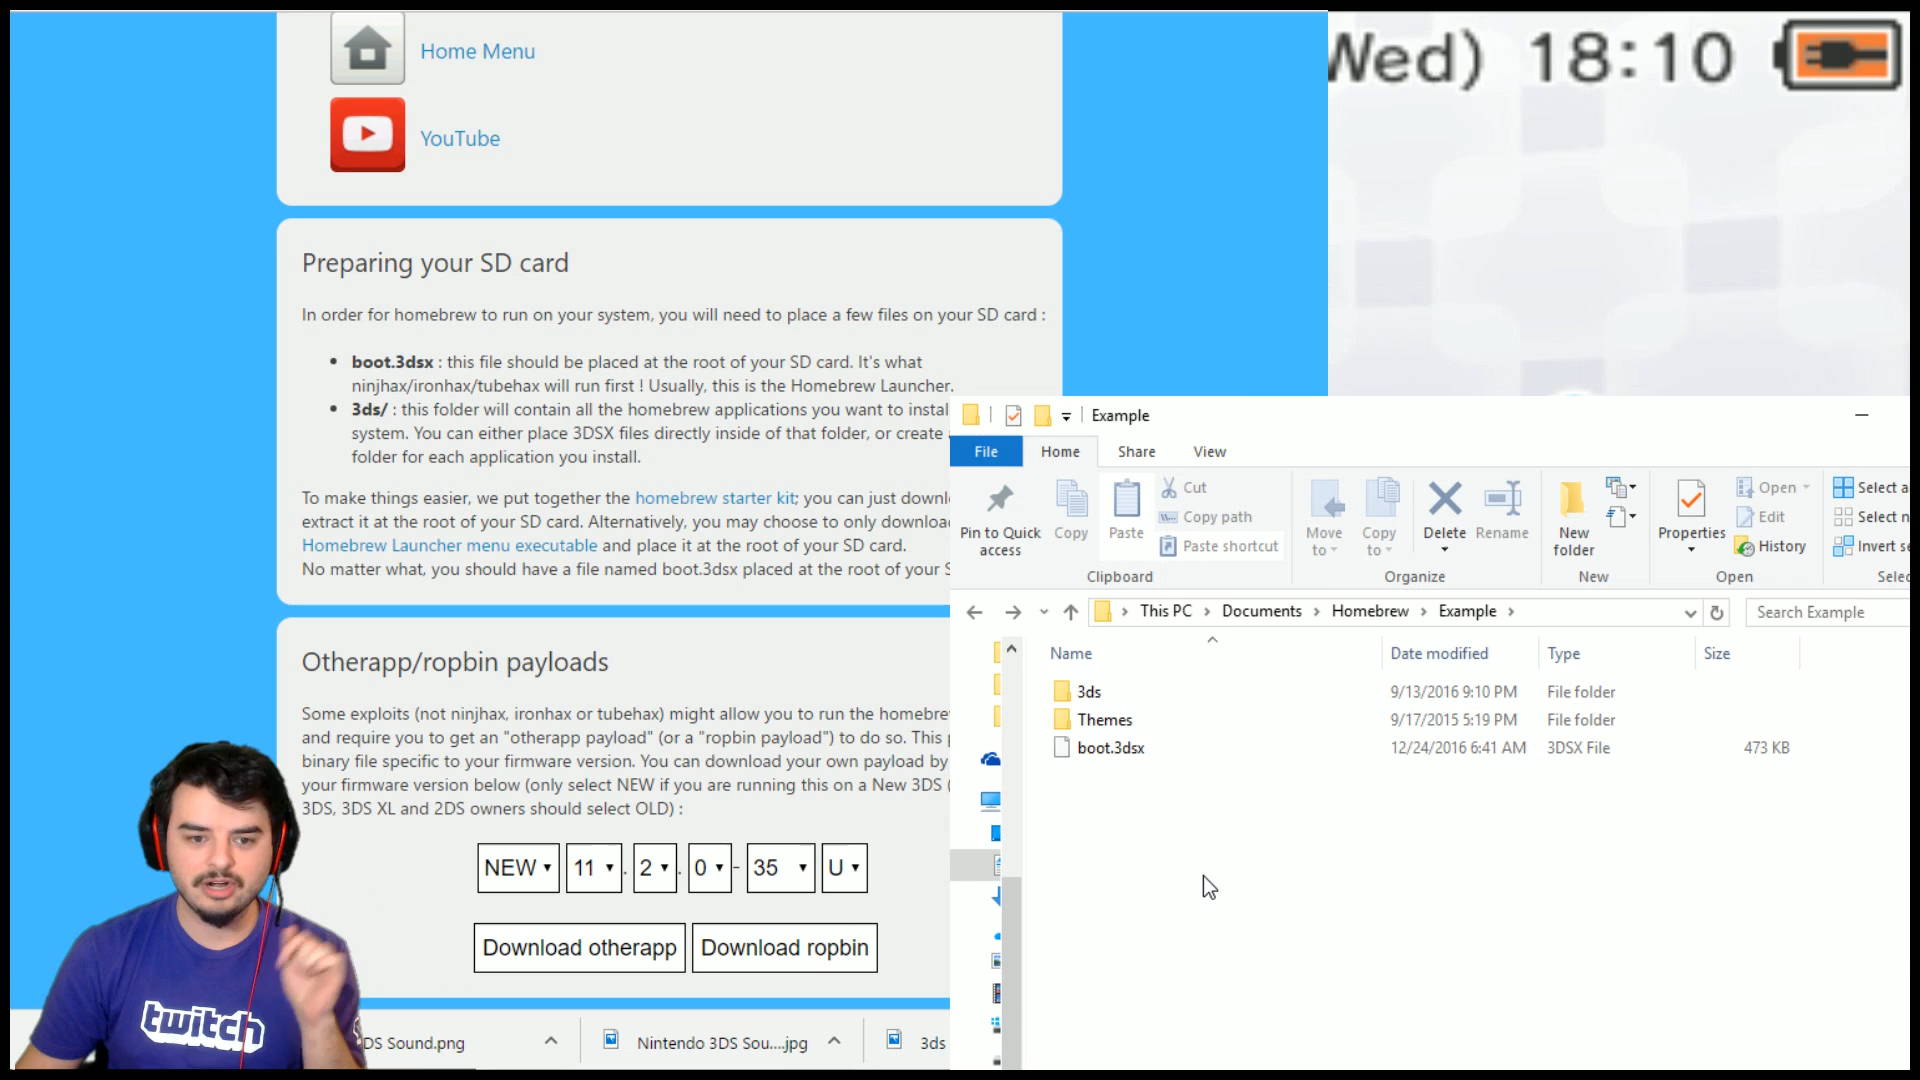 Home Menu
YouTube
Preparing your SD card
In order for homebrew to run on your system, you will need to place a few files on your SD card :
boot.3dsx : this file should be placed at the root of your SD card. It's what
ninjhax/ironhax/tubehax will run first ! Usually, this is the Homebrew Launcher.
3ds/ : this folder will contain all the homebrew applications you want to instal
system. You can either place 3DSX files directly inside of that folder, or create
folder for each application you install.
To make things easier, we put together the homebrew starter kit; you can just downl
extract it at the root of your SD card. Alternatively, you may choose to only downloa
Homebrew Launcher menu executable and place it at the root of your SD card.
No matter what, you should have a file named boot.3dsx placed at the root of your S
Otherapp/ropbin payloads
Some exploits (not ninjhax, ironhax or tubehax) might allow you to run the homebre
and require you to get an "otherapp payload" (or a "ropbin payload") to do so. This
binary file specific to your firmware version. You can download your own payload by
your firmware version below (only select NEW if you are running this on a New 3DS (
3DS, 3DS XL and 2DS owners should select OLD) :
NEW 11 . 2 . 0 - 35 U
Download otherapp Download ropbin
DS Sound.png
Nintendo 3DS Sou....jpg
3ds
twitch
Wed) 18:10
Example
File Home Share View
Pin to Quick access
Copy
Paste
Cut
Copy path
Paste shortcut
Clipboard
Move to
Copy to
Delete
Rename
Organize
New folder
New
Properties
Open
Edit
History
Open
Select a
Select n
Invert se
Selec
This PC > Documents > Homebrew > Example >
Search Example
Name Date modified Type Size
3ds 9/13/2016 9:10 PM File folder
Themes 9/17/2015 5:19 PM File folder
boot.3dsx 12/24/2016 6:41 AM 3DSX File 473 KB